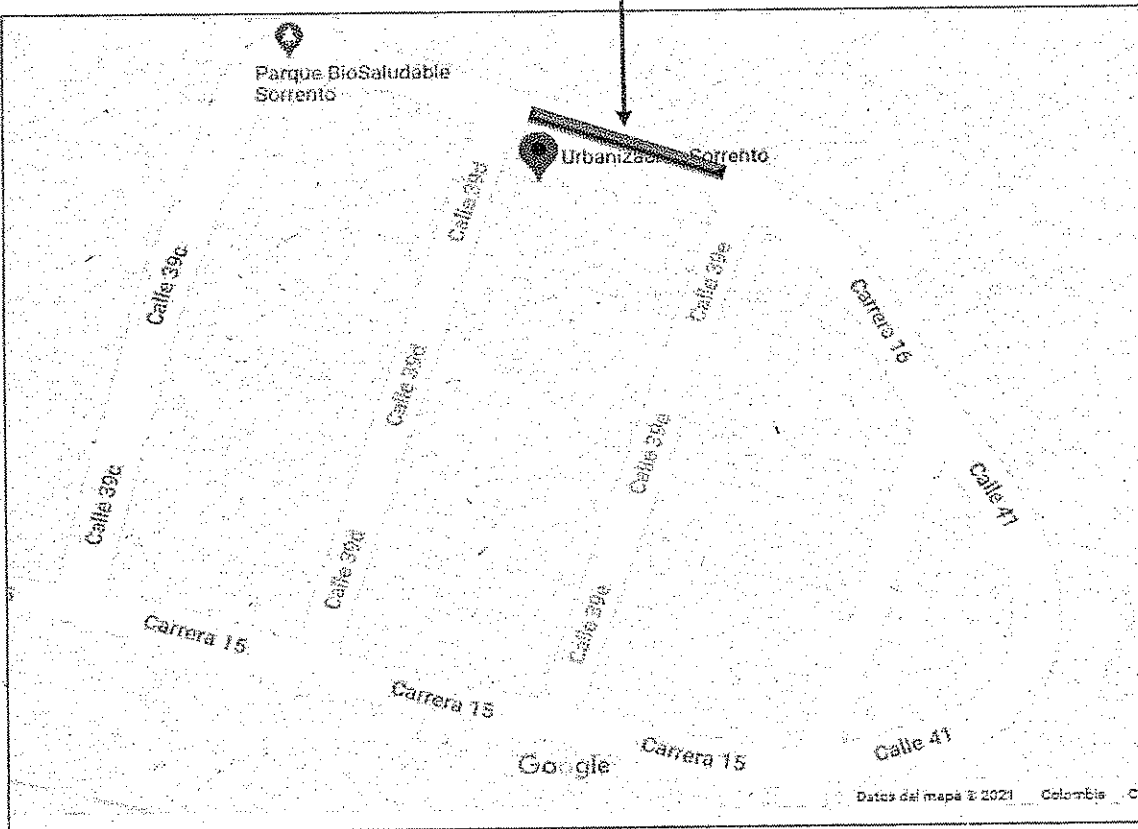 Parque BioSaludable
Sorrento
Urbanización Sorrento
Calle 39d
Calle 39c
Calle 39e
Carrera 16
Calle 39d
Calle 39e
Calle 39c
Calle 41
Calle 39d
Calle 39e
Carrera 15
Carrera 15
Carrera 15
Calle 41
Google
Datos del mapa © 2021 Colombia C